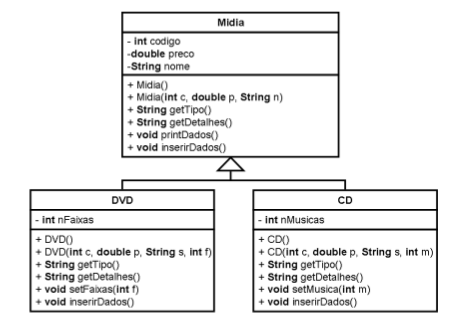 Midia
- int codigo
-double preco
-String nome
+ Midia()
+ Midia(int c, double p, String n)
+ String getTipo()
+ String getDetalhes()
+ void printDados()
+ void inserirDados()
DVD
- int nFaixas
+ DVD()
+ DVD(int c, double p, String s, int f)
+ String getTipo()
+ String getDetalhes()
+ void setFaixas(int f)
+ void inserirDados()
CD
- int nMusicas
+ CD()
+ CD(int c, double p, String s, int m)
+ String getTipo()
+ String getDetalhes()
+ void setMusica(int m)
+ void inserirDados()